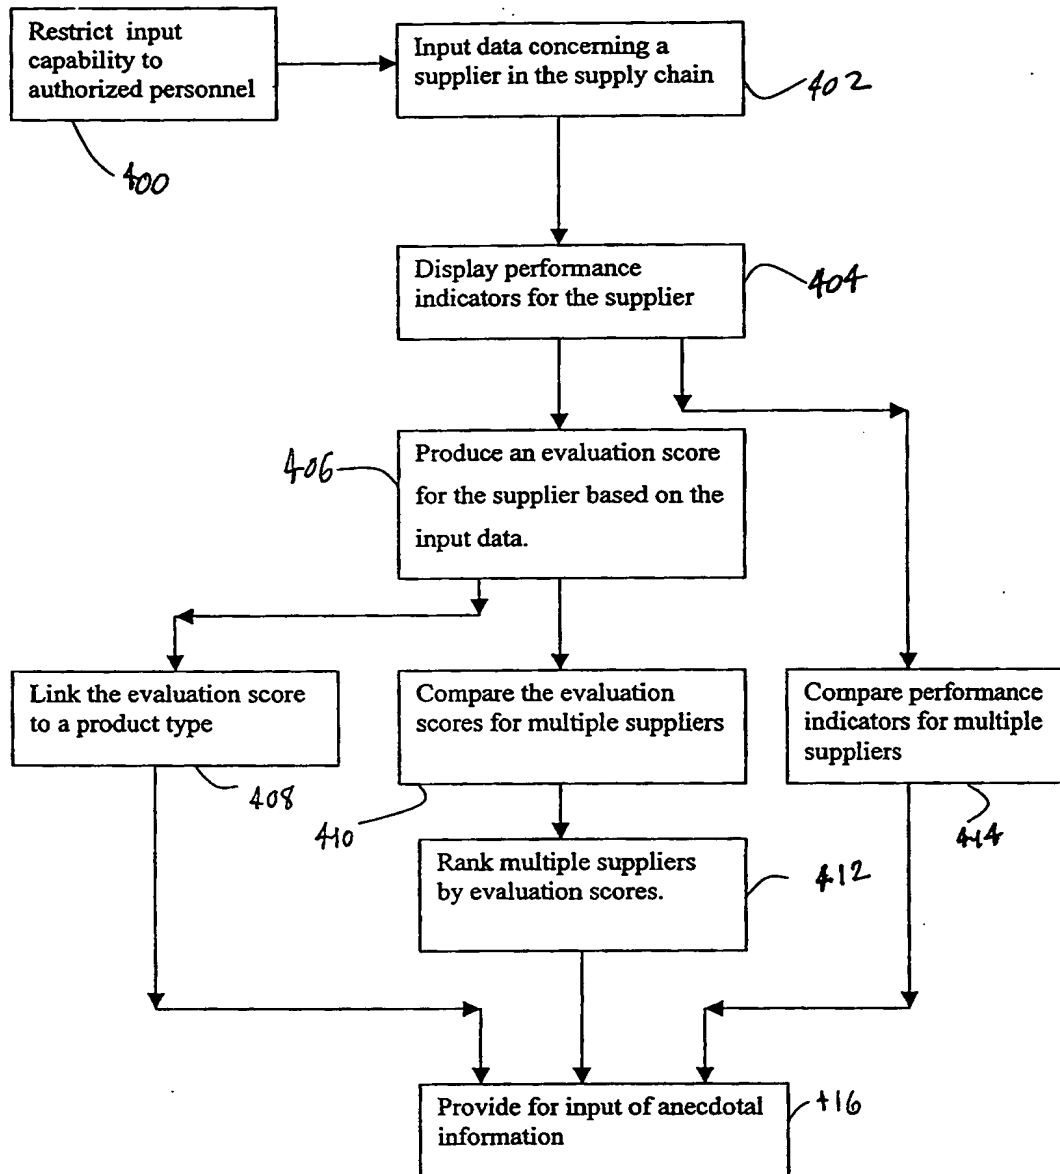 Restrict input
capability to
authorized personnel
400
Input data concerning a
supplier in the supply chain
402
Display performance
indicators for the supplier
404
406
Produce an evaluation score
for the supplier based on the
input data.
Link the evaluation score
to a product type
408
Compare the evaluation
scores for multiple suppliers
410
Compare performance
indicators for multiple
suppliers
414
Rank multiple suppliers
by evaluation scores.
412
Provide for input of anecdotal
information
416